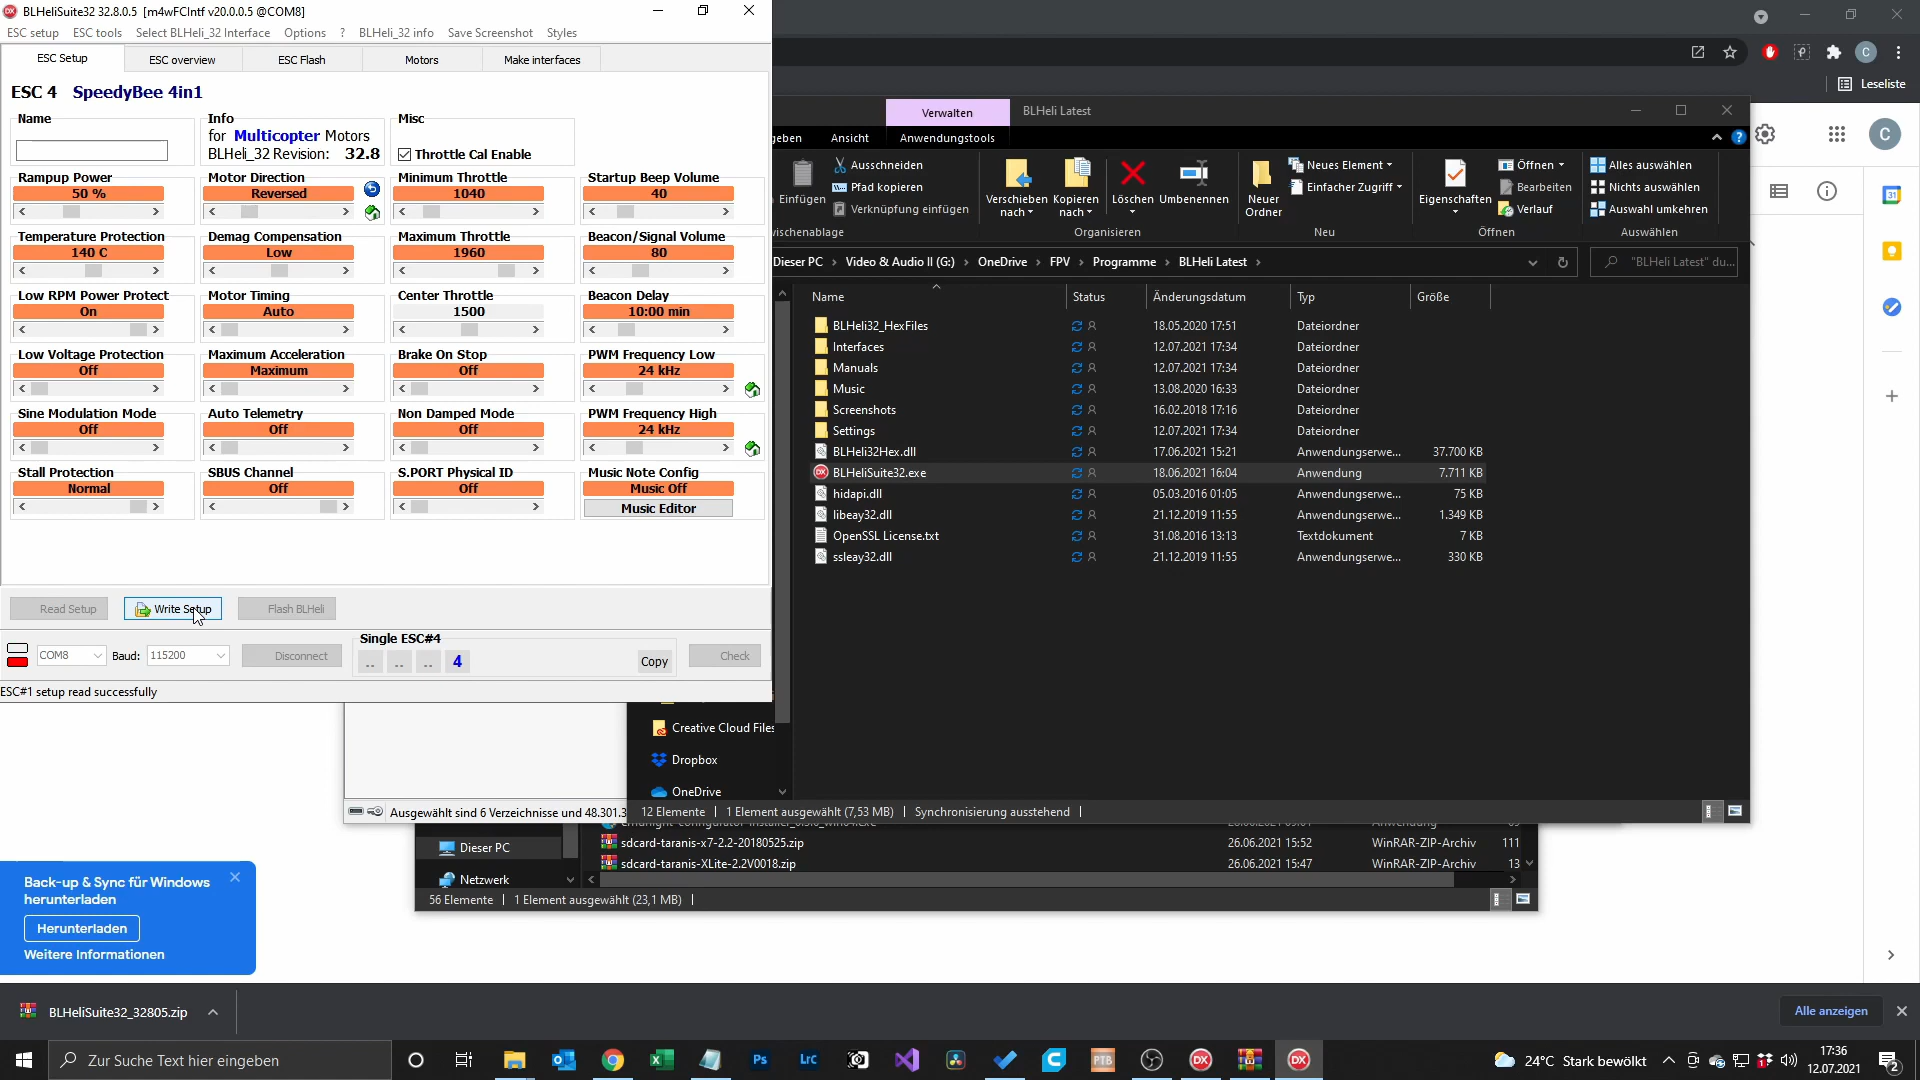 BLHeliSuite32 32.8.0.5 [m4wFCIntf v20.0.0.5 @COM8]
ESC setup ESC tools Select BLHeli_32 Interface Options ? BLHeli_32 info Save Screenshot Styles
ESC Setup ESC overview ESC Flash Motors Make interfaces
ESC 4 SpeedyBee 4in1
Name
Info
for Multicopter Motors
BLHeli_32 Revision: 32.8
Misc
Throttle Cal Enable
Rampup Power Motor Direction Minimum Throttle Startup Beep Volume
50 % Reversed 1040 40
Temperature Protection Demag Compensation Maximum Throttle Beacon/Signal Volume
140 C Low 1960 80
Low RPM Power Protect Motor Timing Center Throttle Beacon Delay
On Auto 1500 10:00 min
Low Voltage Protection Maximum Acceleration Brake On Stop PWM Frequency Low
Off Maximum Off 24 kHz
Sine Modulation Mode Auto Telemetry Non Damped Mode PWM Frequency High
Off Off Off 24 kHz
Stall Protection SBUS Channel S.PORT Physical ID Music Note Config
Normal Off Off Music Off
Music Editor
Read Setup Write Setup Flash BLHeli
Single ESC#4
COM8 Baud: 115200 Disconnect .. .. .. 4 Copy Check
ESC#1 setup read successfully
Leseliste
C
C
31
Verwalten BLHeli Latest
geben Ansicht Anwendungstools
Einfügen
Ausschneiden
Pfad kopieren
Verknüpfung einfügen
wischenablage
Verschieben nach
Kopieren nach
Löschen
Umbenennen
Organisieren
Neuer Ordner
Neues Element
Einfacher Zugriff
Neu
Eigenschaften
Öffnen
Bearbeiten
Verlauf
Öffnen
Alles auswählen
Nichts auswählen
Auswahl umkehren
Auswählen
Dieser PC › Video & Audio II (G:) › OneDrive › FPV › Programme › BLHeli Latest ›
"BLHeli Latest" du...
Name Status Änderungsdatum Typ Größe
BLHeli32_HexFiles 18.05.2020 17:51 Dateiordner
Interfaces 12.07.2021 17:34 Dateiordner
Manuals 12.07.2021 17:34 Dateiordner
Music 13.08.2020 16:33 Dateiordner
Screenshots 16.02.2018 17:16 Dateiordner
Settings 12.07.2021 17:34 Dateiordner
BLHeli32Hex.dll 17.06.2021 15:21 Anwendungserwe... 37.700 KB
BLHeliSuite32.exe 18.06.2021 16:04 Anwendung 7.711 KB
hidapi.dll 05.03.2016 01:05 Anwendungserwe... 75 KB
libeay32.dll 21.12.2019 11:55 Anwendungserwe... 1.349 KB
OpenSSL License.txt 31.08.2016 13:13 Textdokument 7 KB
ssleay32.dll 21.12.2019 11:55 Anwendungserwe... 330 KB
Creative Cloud Files
Dropbox
OneDrive
Ausgewählt sind 6 Verzeichnisse und 48.301.3
12 Elemente 1 Element ausgewählt (7,53 MB) Synchronisierung ausstehend
Dieser PC
Netzwerk
sdcard-taranis-x7-2.2-20180525.zip 26.06.2021 15:52 WinRAR-ZIP-Archiv 111
sdcard-taranis-XLite-2.2V0018.zip 26.06.2021 15:47 WinRAR-ZIP-Archiv 13
56 Elemente 1 Element ausgewählt (23,1 MB)
Back-up & Sync für Windows
herunterladen
Herunterladen
Weitere Informationen
BLHeliSuite32_32805.zip
Alle anzeigen
Zur Suche Text hier eingeben
Ps
Lrc
PTB
24°C Stark bewölkt
17:36
12.07.2021
2